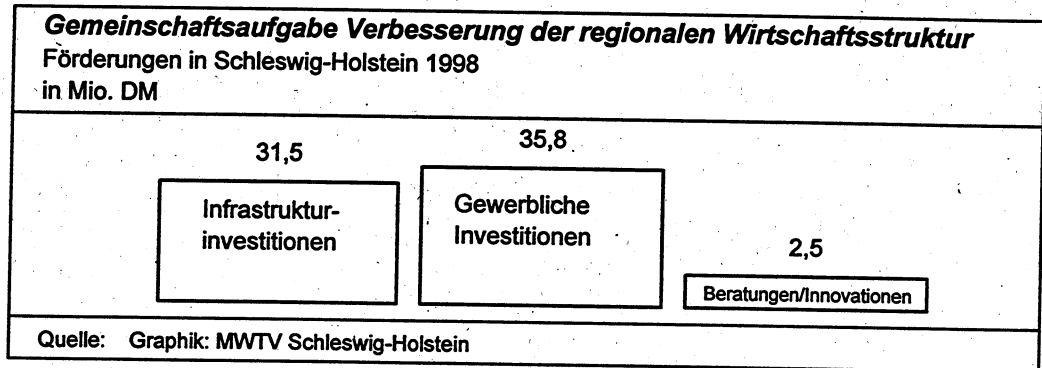 Gemeinschaftsaufgabe Verbesserung der regionalen Wirtschaftsstruktur
Förderungen in Schleswig-Holstein 1998
in Mio. DM
31,5
35,8
2,5
Infrastruktur-
investitionen
Gewerbliche
Investitionen
Beratungen/Innovationen
Quelle: Graphik: MWTV Schleswig-Holstein